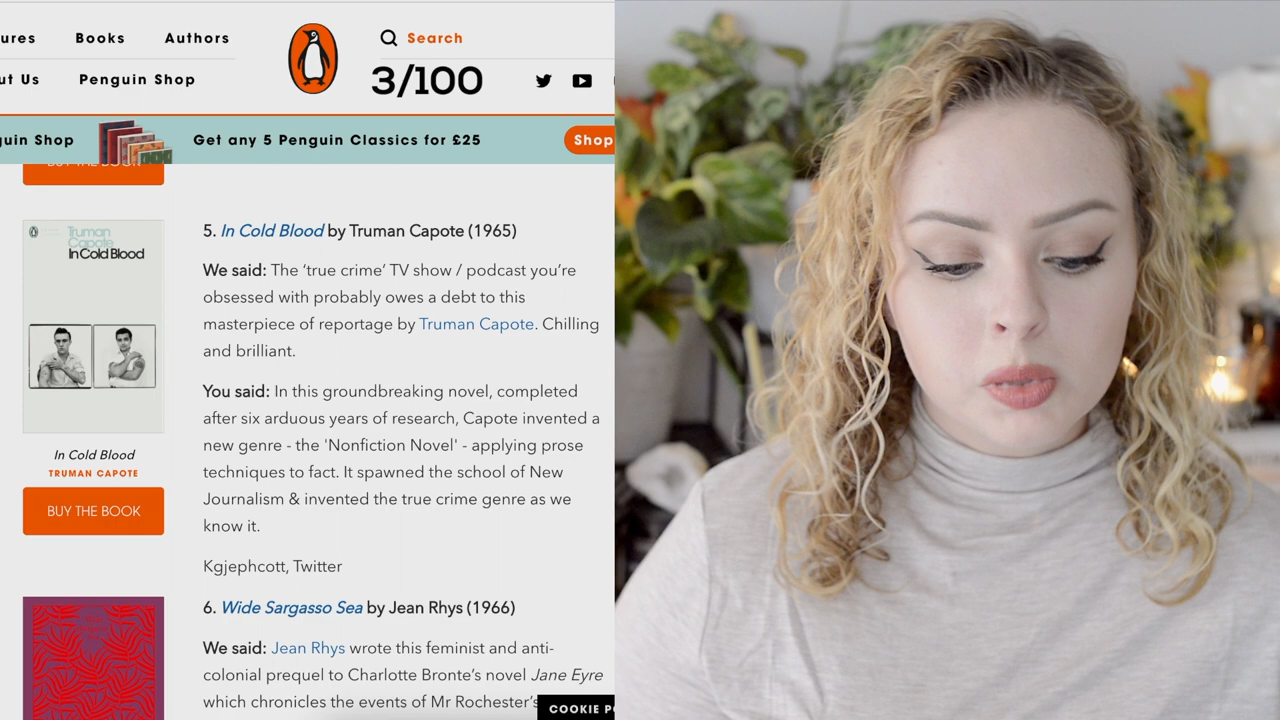 ures Books Authors
Search
ut Us Penguin Shop
3/100
guin Shop Get any 5 Penguin Classics for £25 Shop
BUY THE BOOK
Truman
Capote
In Cold Blood
In Cold Blood
TRUMAN CAPOTE
BUY THE BOOK
5. In Cold Blood by Truman Capote (1965)
We said: The ‘true crime’ TV show / podcast you’re
obsessed with probably owes a debt to this
masterpiece of reportage by Truman Capote. Chilling
and brilliant.
You said: In this groundbreaking novel, completed
after six arduous years of research, Capote invented a
new genre - the 'Nonfiction Novel' - applying prose
techniques to fact. It spawned the school of New
Journalism & invented the true crime genre as we
know it.
Kgjephcott, Twitter
6. Wide Sargasso Sea by Jean Rhys (1966)
We said: Jean Rhys wrote this feminist and anti-
colonial prequel to Charlotte Bronte’s novel Jane Eyre
which chronicles the events of Mr Rochester’s
COOKIE PO